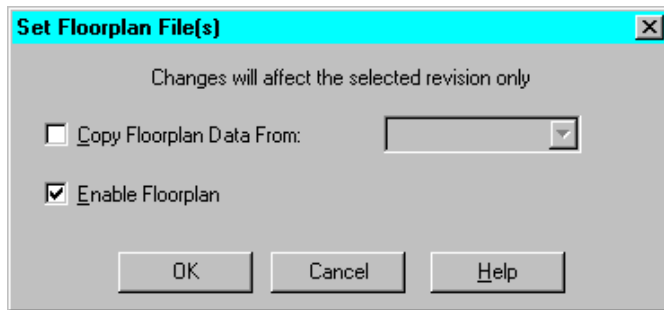 Set Floorplan File(s)
Changes will affect the selected revision only
Copy Floorplan Data From:
Enable Floorplan
OK Cancel Help